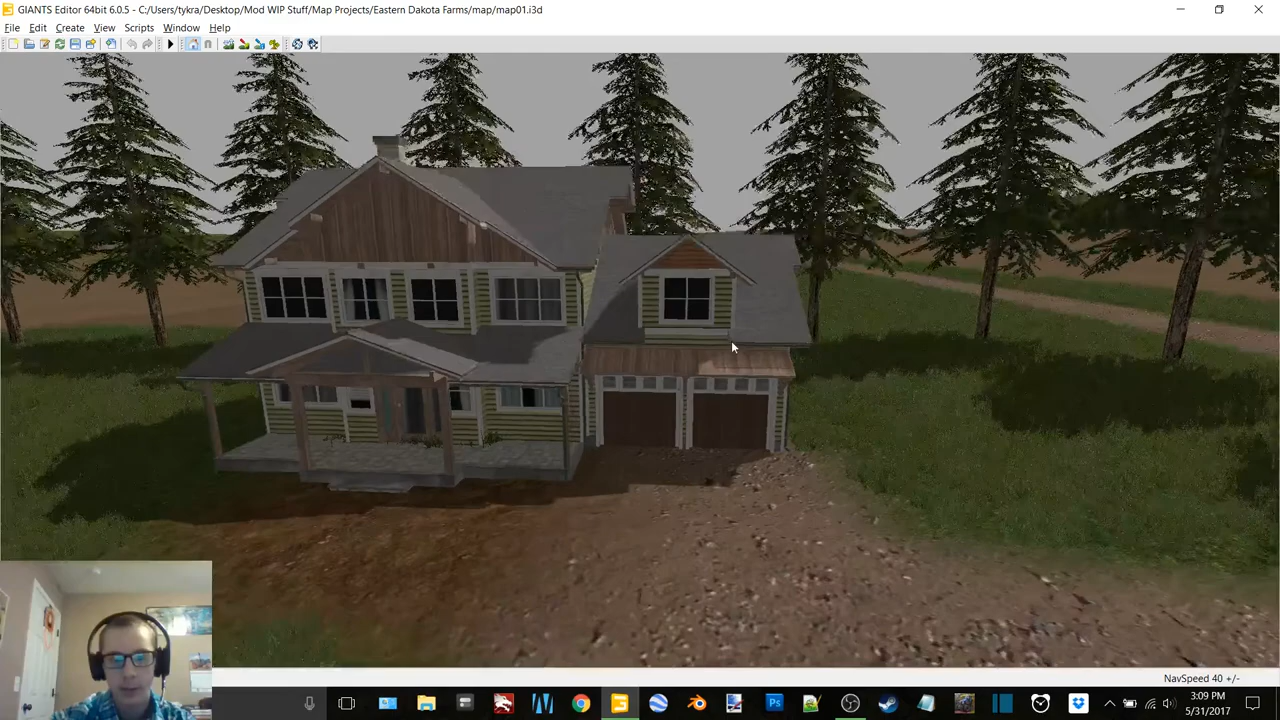 GIANTS Editor 64bit 6.0.5 - C:/Users/tykra/Desktop/Mod WIP Stuff/Map Projects/Eastern Dakota Farms/map/map01.i3d
File Edit Create View Scripts Window Help
NavSpeed 40 +/-
Ps
3:09 PM
5/31/2017